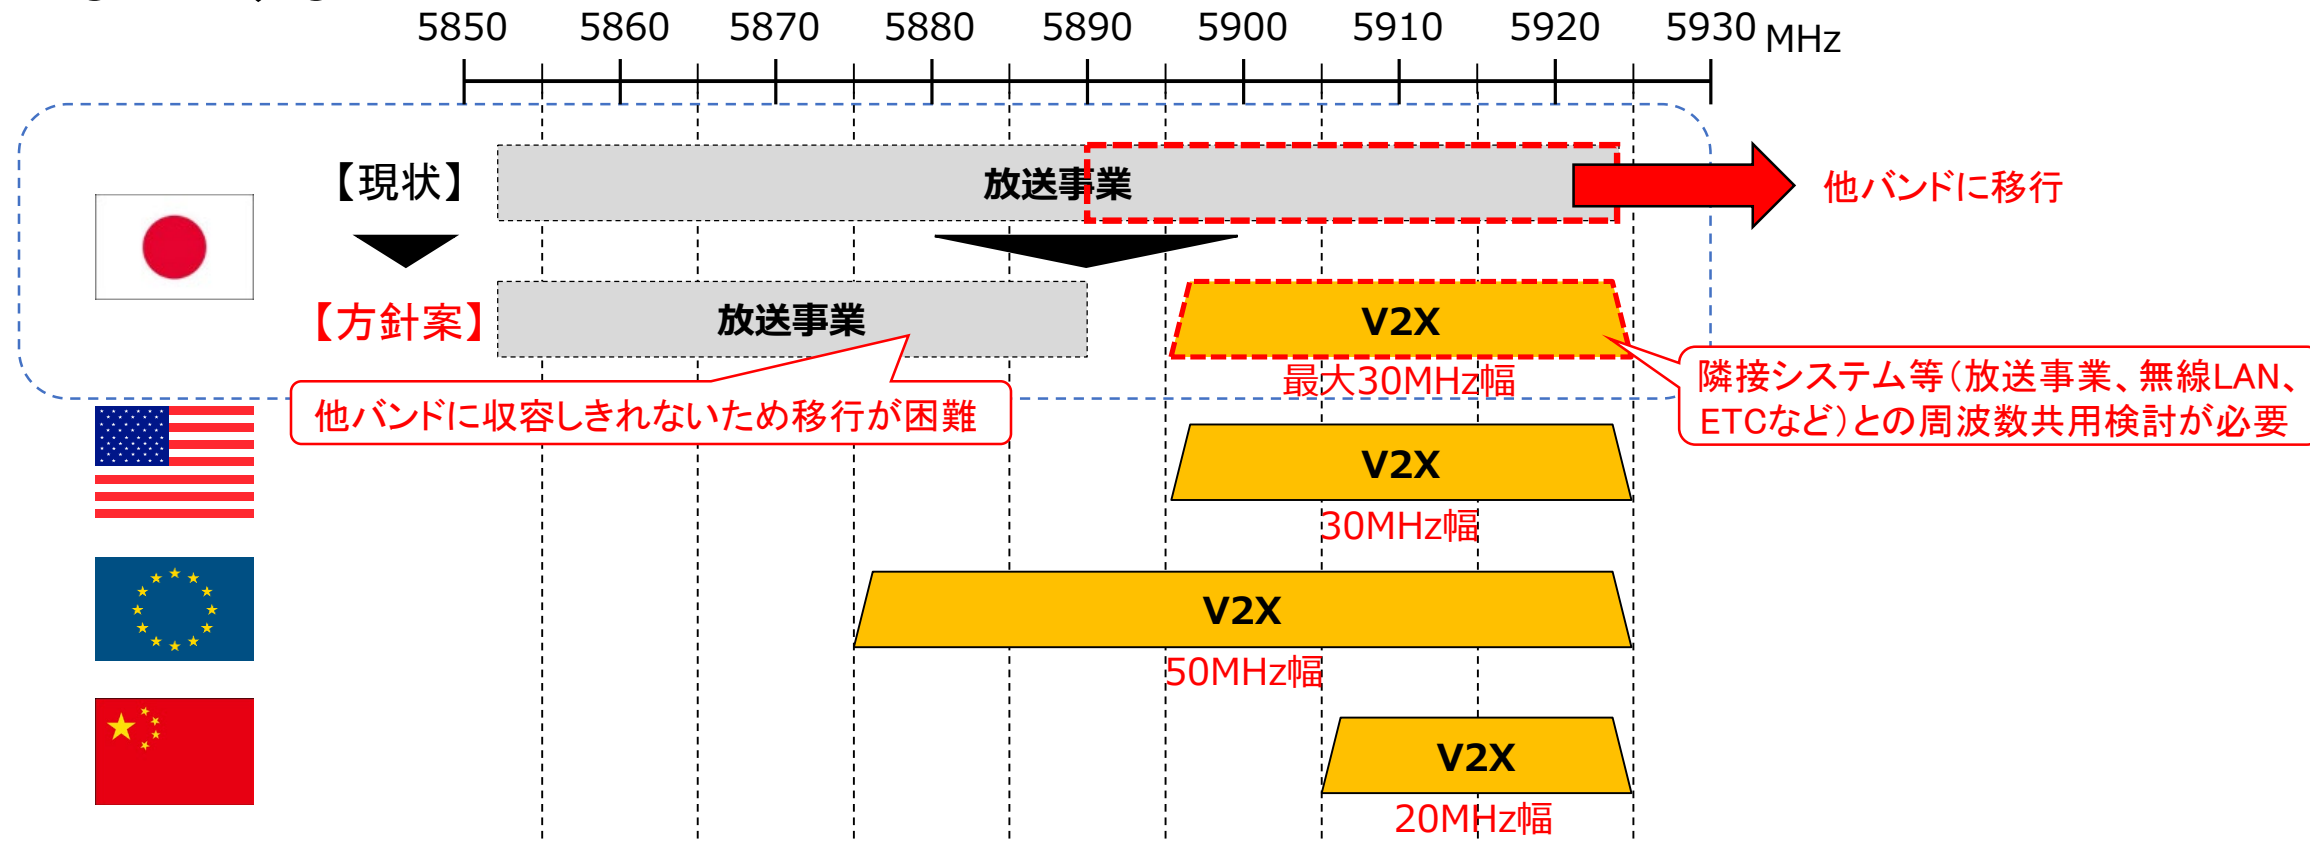 5850 5860 5870 5880 5890 5900 5910 5920 5930 MHz
【現状】
放送事業
他バンドに移行
【方針案】
放送事業
V2X
最大30MHz幅
他バンドに収容しきれないため移行が困難
隣接システム等（放送事業、無線LAN、
ETCなど）との周波数共用検討が必要
V2X
30MHz幅
V2X
50MHz幅
V2X
20MHz幅